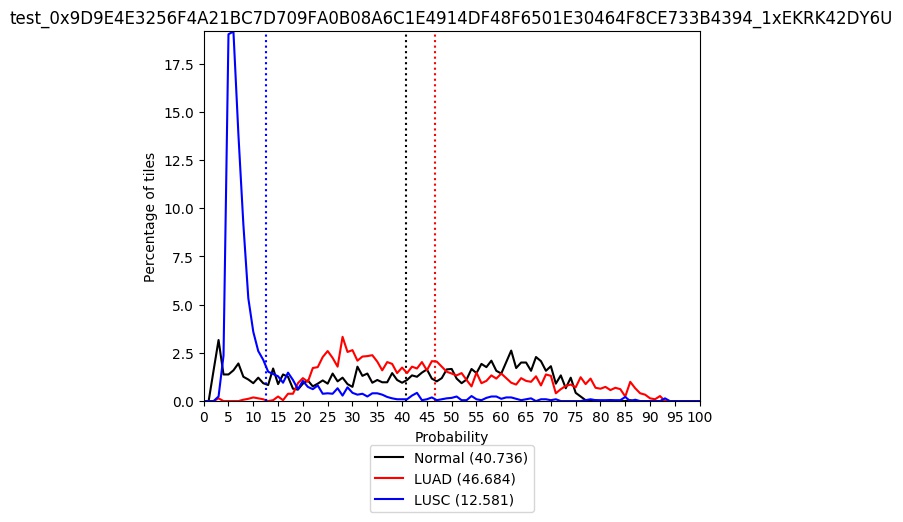 test_0x9D9E4E3256F4A21BC7D709FA0B08A6C1E4914DF48F6501E30464F8CE733B4394_1xEKRK42DY6U
17.5
15.0
12.5
10.0
7.5
5.0
2.5
0.0
Percentage of tiles
0 5 10 15 20 25 30 35 40 45 50 55 60 65 70 75 80 85 90 95 100
Probability
Normal (40.736)
LUAD (46.684)
LUSC (12.581)